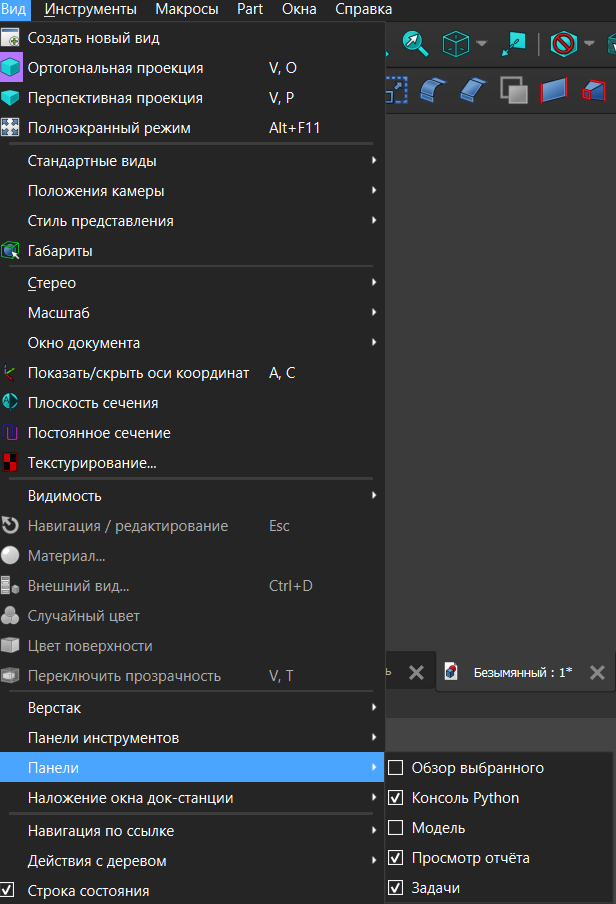 Вид Инструменты Макросы Part Окна Справка
Создать новый вид
Ортогональная проекция V, O
Перспективная проекция V, P
Полноэкранный режим Alt+F11
Стандартные виды
Положения камеры
Стиль представления
Габариты
Стерео
Масштаб
Окно документа
Показать/скрыть оси координат A, C
Плоскость сечения
Постоянное сечение
Текстурирование...
Видимость
Навигация / редактирование Esc
Материал...
Внешний вид...  Ctrl+D
Случайный цвет
Цвет поверхности
Переключить прозрачность V, T
Безымянный : 1*
Верстак
Панели инструментов
Панели
Наложение окна док-станции
Навигация по ссылке
Действия с деревом
Строка состояния
Обзор выбранного
Консоль Python
Модель
Просмотр отчёта
Задачи